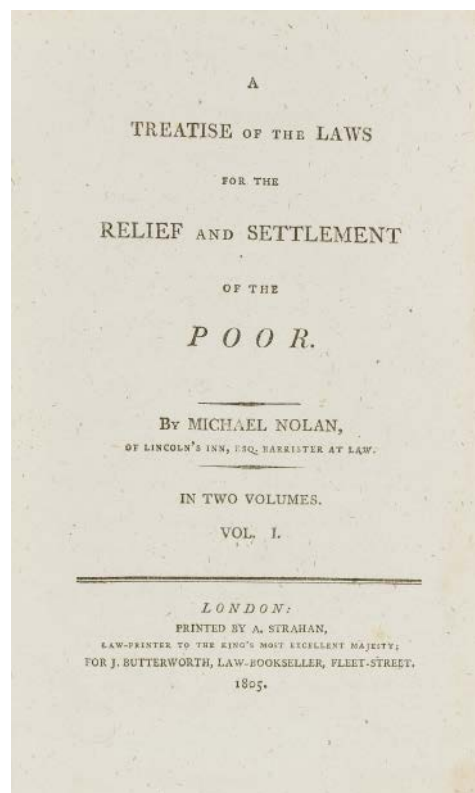 A
TREATISE OF THE LAWS
FOR THE
RELIEF AND SETTLEMENT
OF THE
POOR.
BY MICHAEL NOLAN,
OF LINCOLN'S INN, ESQ. BARRISTER AT LAW.
IN TWO VOLUMES.
VOL. I.
LONDON:
PRINTED BY A. STRAHAN,
LAW-PRINTER TO THE KING'S MOST EXCELLENT MAJESTY;
FOR J. BUTTERWORTH, LAW-BOOKSELLER, FLEET-STREET.
1805.